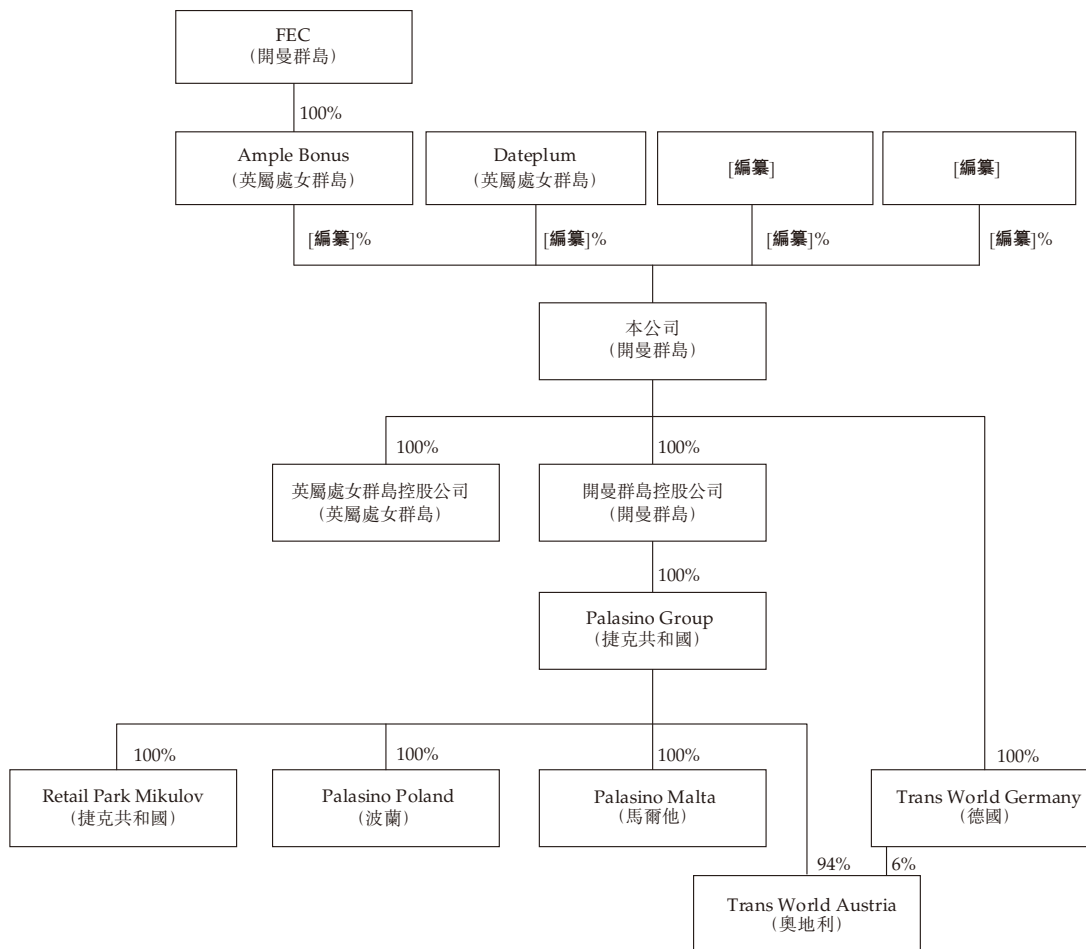 FEC
(開曼群島)
100%
Ample Bonus
(英屬處女群島)
Dateplum
(英屬處女群島)
[編纂]
[編纂]
[編纂]%
[編纂]%
[編纂]%
[編纂]%
本公司
(開曼群島)
100%
100%
英屬處女群島控股公司
(英屬處女群島)
開曼群島控股公司
(開曼群島)
100%
Palasino Group
(捷克共和國)
100%
100%
100%
100%
Retail Park Mikulov
(捷克共和國)
Palasino Poland
(波蘭)
Palasino Malta
(馬爾他)
Trans World Germany
(德國)
94%
6%
Trans World Austria
(奧地利)